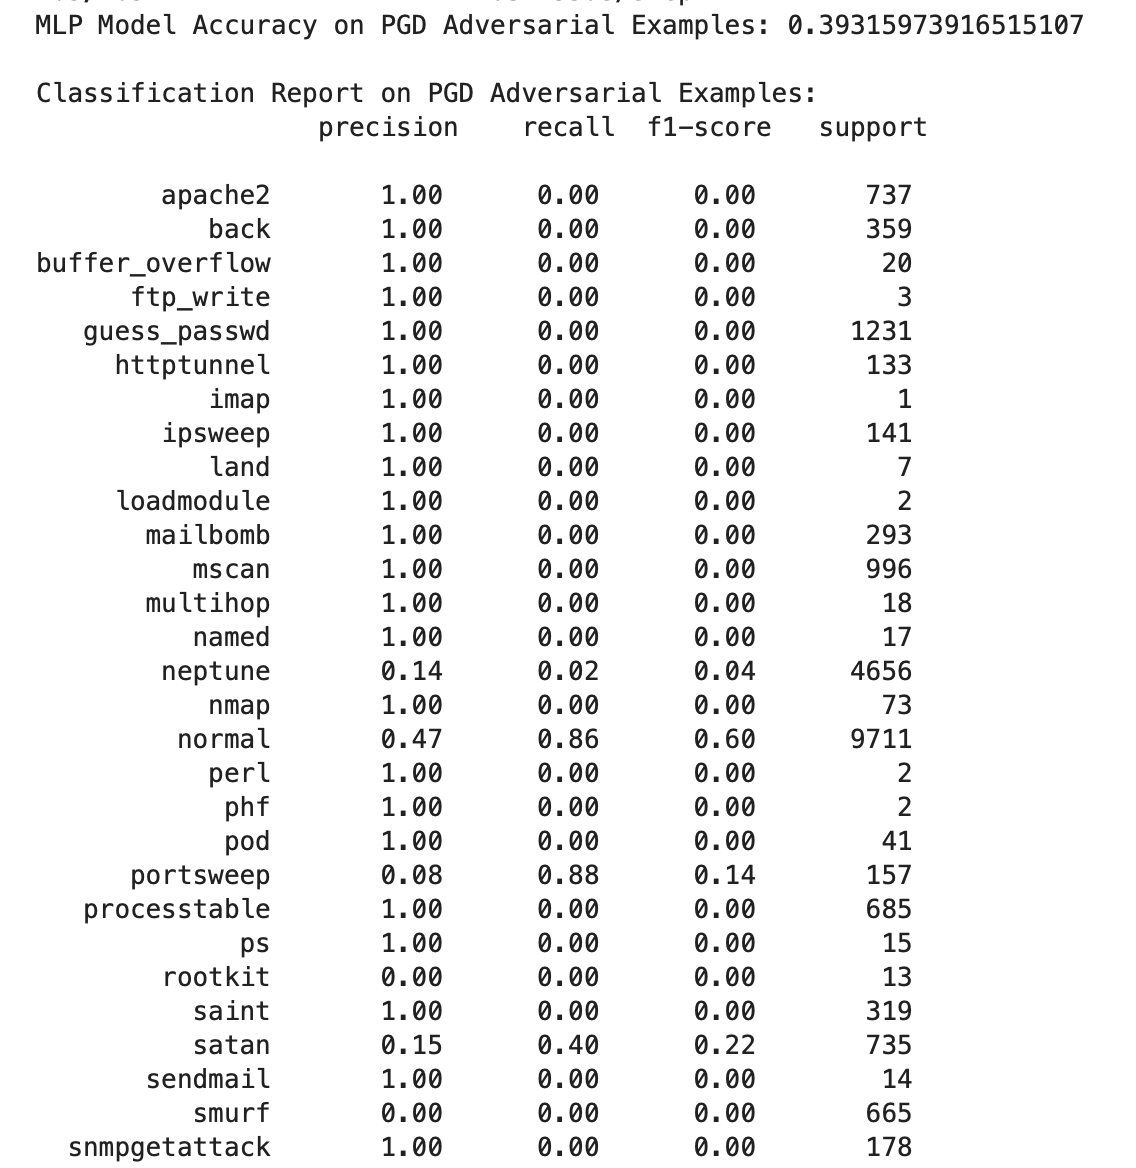 MLP Model Accuracy on PGD Adversarial Examples: 0.39315973916515107
Classification Report on PGD Adversarial Examples:
precision recall f1-score support
apache2 1.00 0.00 0.00 737
back 1.00 0.00 0.00 359
buffer_overflow 1.00 0.00 0.00 20
ftp_write 1.00 0.00 0.00 3
guess_passwd 1.00 0.00 0.00 1231
httptunnel 1.00 0.00 0.00 133
imap 1.00 0.00 0.00 1
ipsweep 1.00 0.00 0.00 141
land 1.00 0.00 0.00 7
loadmodule 1.00 0.00 0.00 2
mailbomb 1.00 0.00 0.00 293
mscan 1.00 0.00 0.00 996
multihop 1.00 0.00 0.00 18
named 1.00 0.00 0.00 17
neptune 0.14 0.02 0.04 4656
nmap 1.00 0.00 0.00 73
normal 0.47 0.86 0.60 9711
perl 1.00 0.00 0.00 2
phf 1.00 0.00 0.00 2
pod 1.00 0.00 0.00 41
portsweep 0.08 0.88 0.14 157
processtable 1.00 0.00 0.00 685
ps 1.00 0.00 0.00 15
rootkit 0.00 0.00 0.00 13
saint 1.00 0.00 0.00 319
satan 0.15 0.40 0.22 735
sendmail 1.00 0.00 0.00 14
smurf 0.00 0.00 0.00 665
snmpgetattack 1.00 0.00 0.00 178